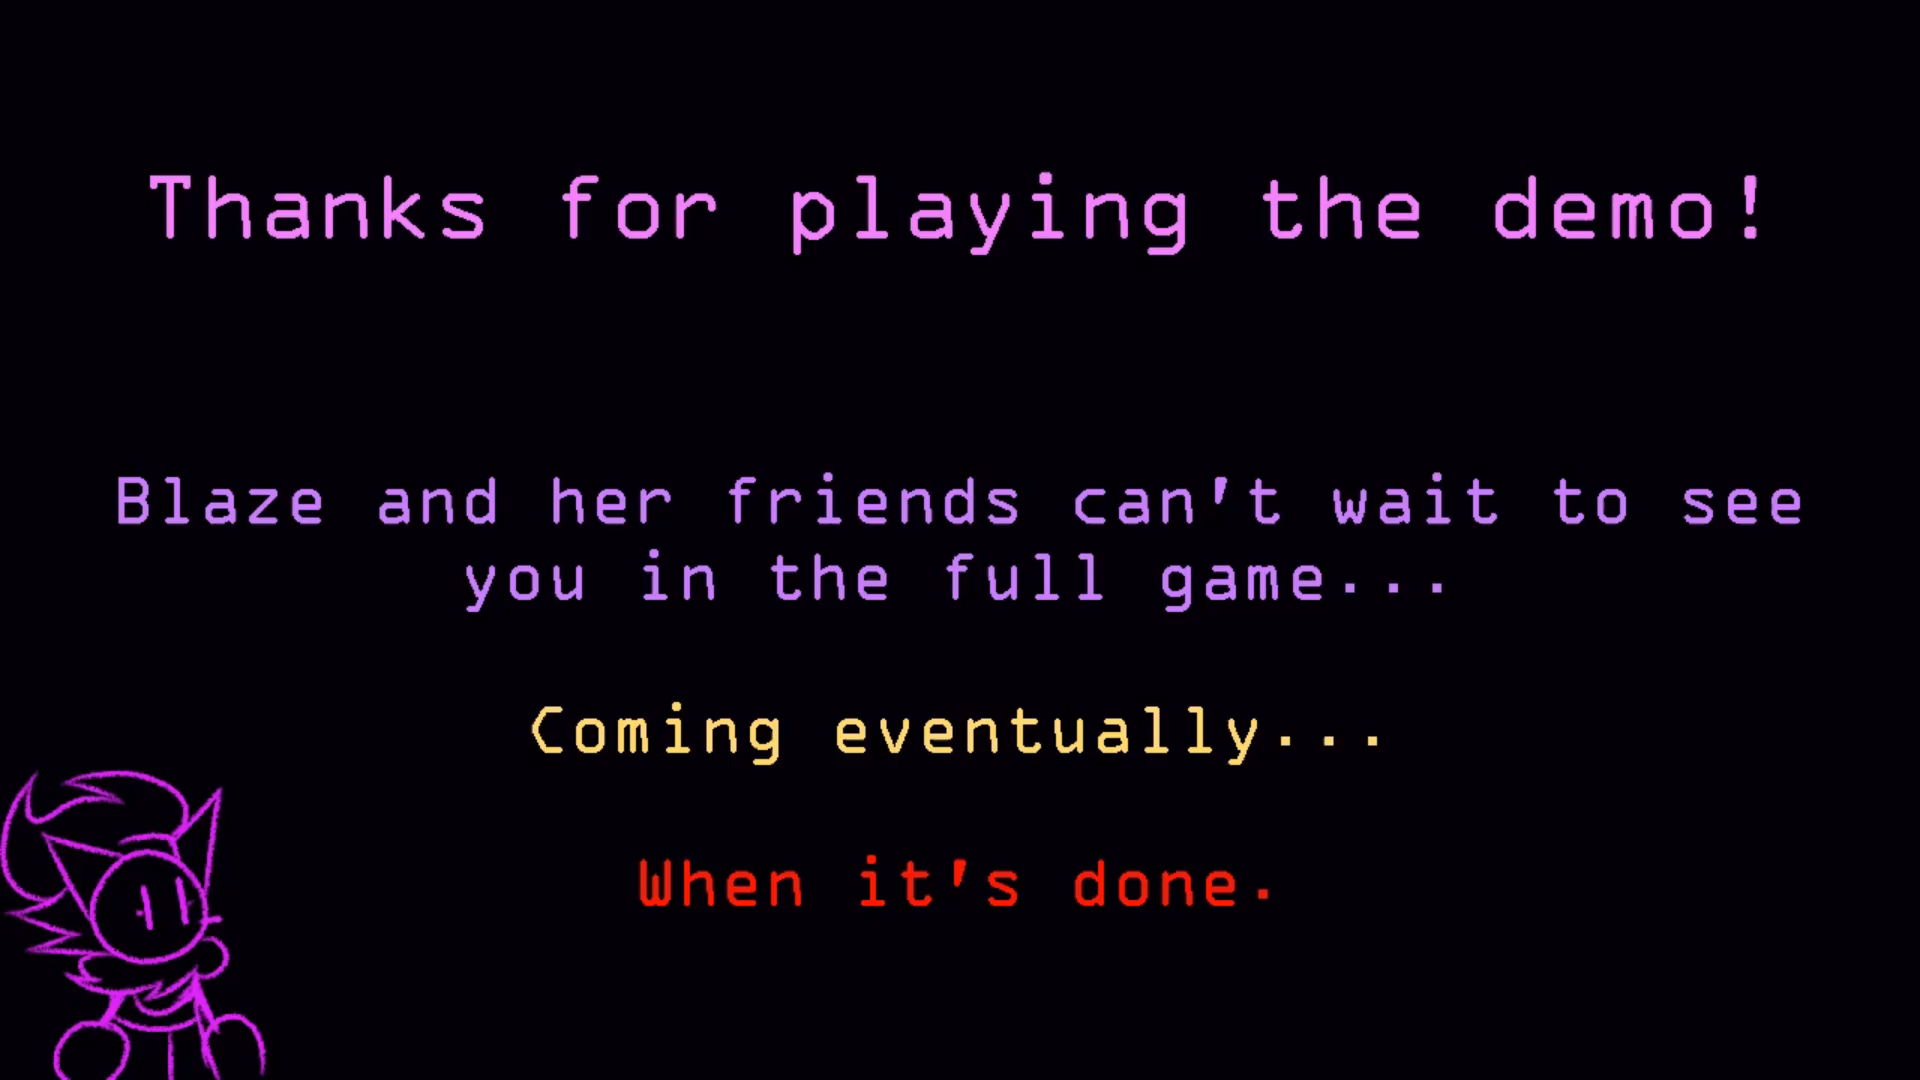 Thanks for playing the demo!
Blaze and her friends can't wait to see
you in the full game...
Coming eventually...
When it's done.